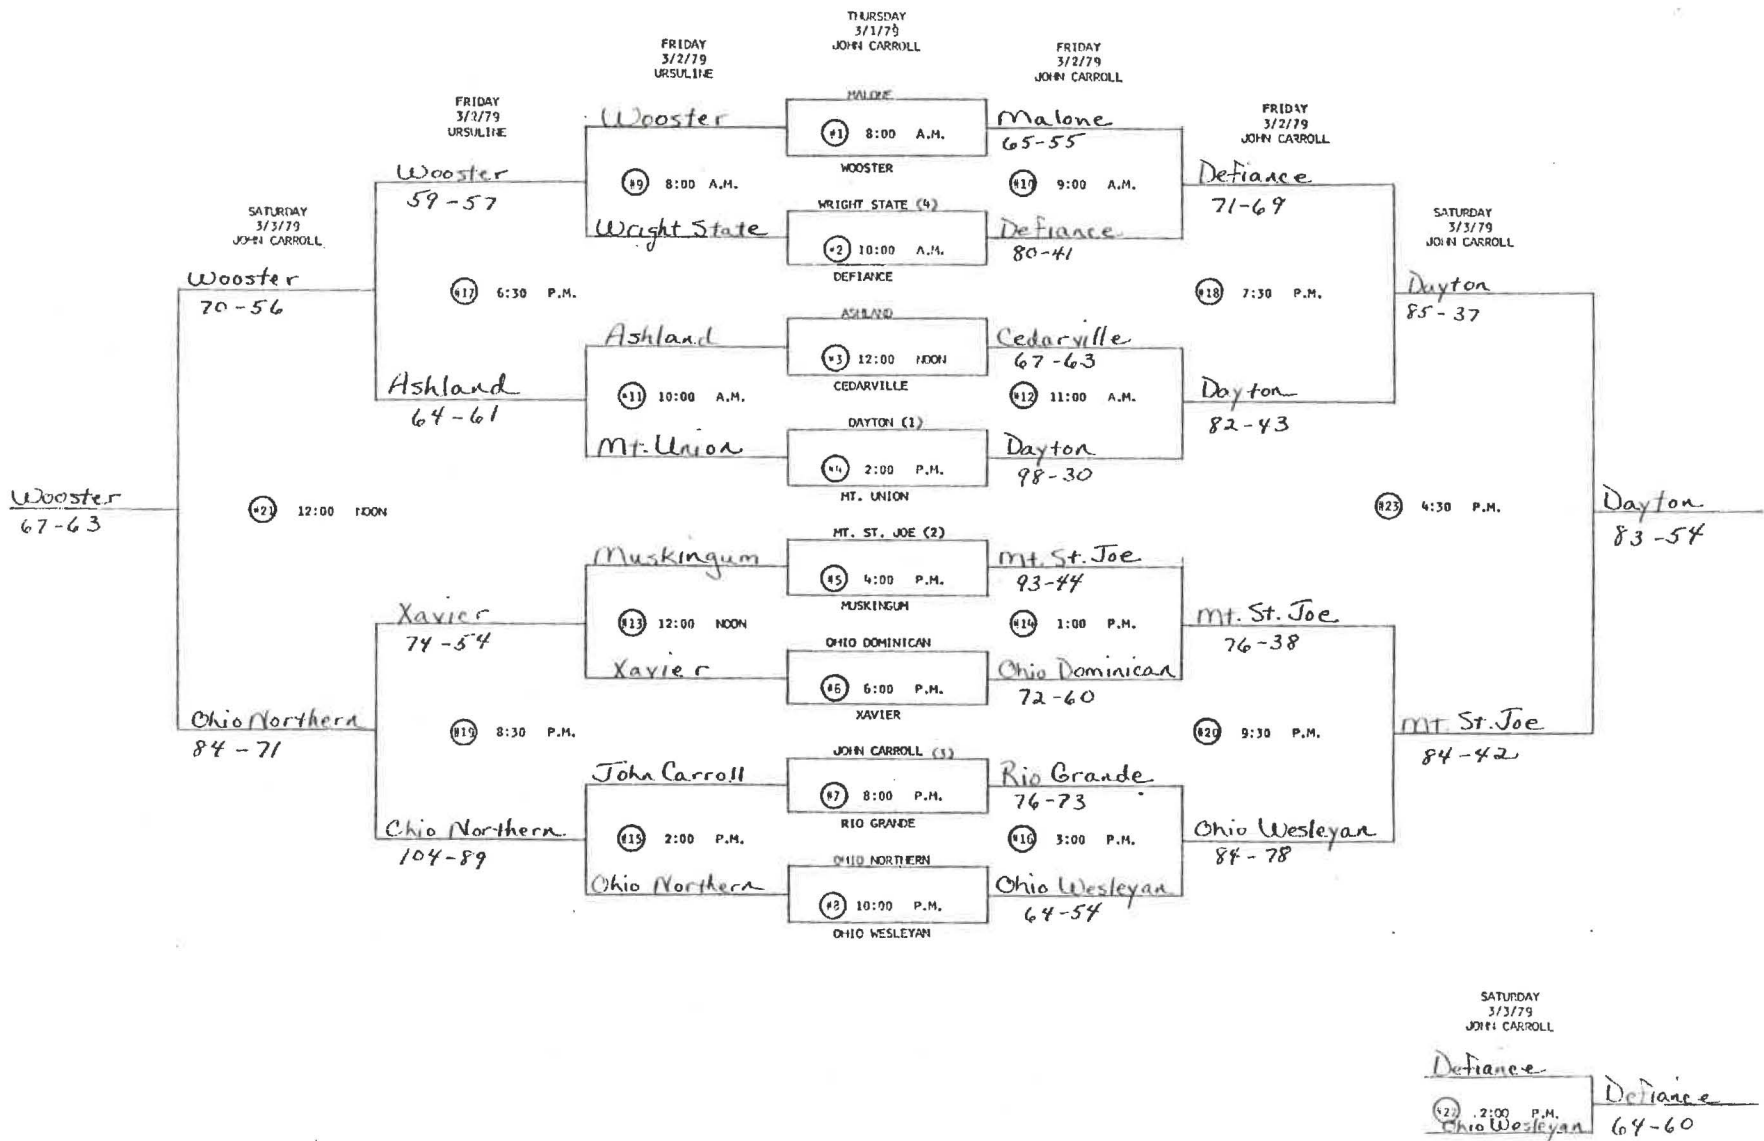 THURSDAY
3/1/79
JOHN CARROLL
FRIDAY
3/2/79
URSULINE
FRIDAY
3/2/79
JOHN CARROLL
FRIDAY
3/2/79
URSULINE
FRIDAY
3/2/79
JOHN CARROLL
SATURDAY
3/3/79
JOHN CARROLL
SATURDAY
3/3/79
JOHN CARROLL
MALONE
#1 8:00 A.M.
WOOSTER
WRIGHT STATE (4)
#2 10:00 A.M.
DEFIANCE
ASHLAND
#3 12:00 NOON
CEDARVILLE
DAYTON (1)
#4 2:00 P.M.
MT. UNION
MT. ST. JOE (2)
#5 4:00 P.M.
MUSKINGUM
OHIO DOMINICAN
#6 6:00 P.M.
XAVIER
JOHN CARROLL (3)
#7 8:00 P.M.
RIO GRANDE
OHIO NORTHERN
#8 10:00 P.M.
OHIO WESLEYAN
Wooster
#9 8:00 A.M.
Wright State
Ashland
#11 10:00 A.M.
Mt. Union
Muskingum
#13 12:00 NOON
Xavier
John Carroll
#15 2:00 P.M.
Ohio Northern
Wooster
59-57
#17 6:30 P.M.
Ashland
64-61
Xavier
74-54
#19 8:30 P.M.
Ohio Northern
104-89
Wooster
70-56
#21 12:00 NOON
Ohio Northern
84-71
Wooster
67-63
Malone
65-55
#10 9:00 A.M.
Defiance
80-41
Cedarville
67-63
#12 11:00 A.M.
Dayton
98-30
Mt. St. Joe
93-44
#14 1:00 P.M.
Ohio Dominican
72-60
Rio Grande
76-73
#16 3:00 P.M.
Ohio Wesleyan
64-54
Defiance
71-69
#18 7:30 P.M.
Dayton
82-43
Mt. St. Joe
76-38
#20 9:30 P.M.
Ohio Wesleyan
84-78
Dayton
85-37
#23 4:30 P.M.
Mt. St. Joe
84-42
Dayton
83-54
SATURDAY
3/3/79
JOHN CARROLL
Defiance
#22 2:00 P.M.
Ohio Wesleyan
Defiance
64-60